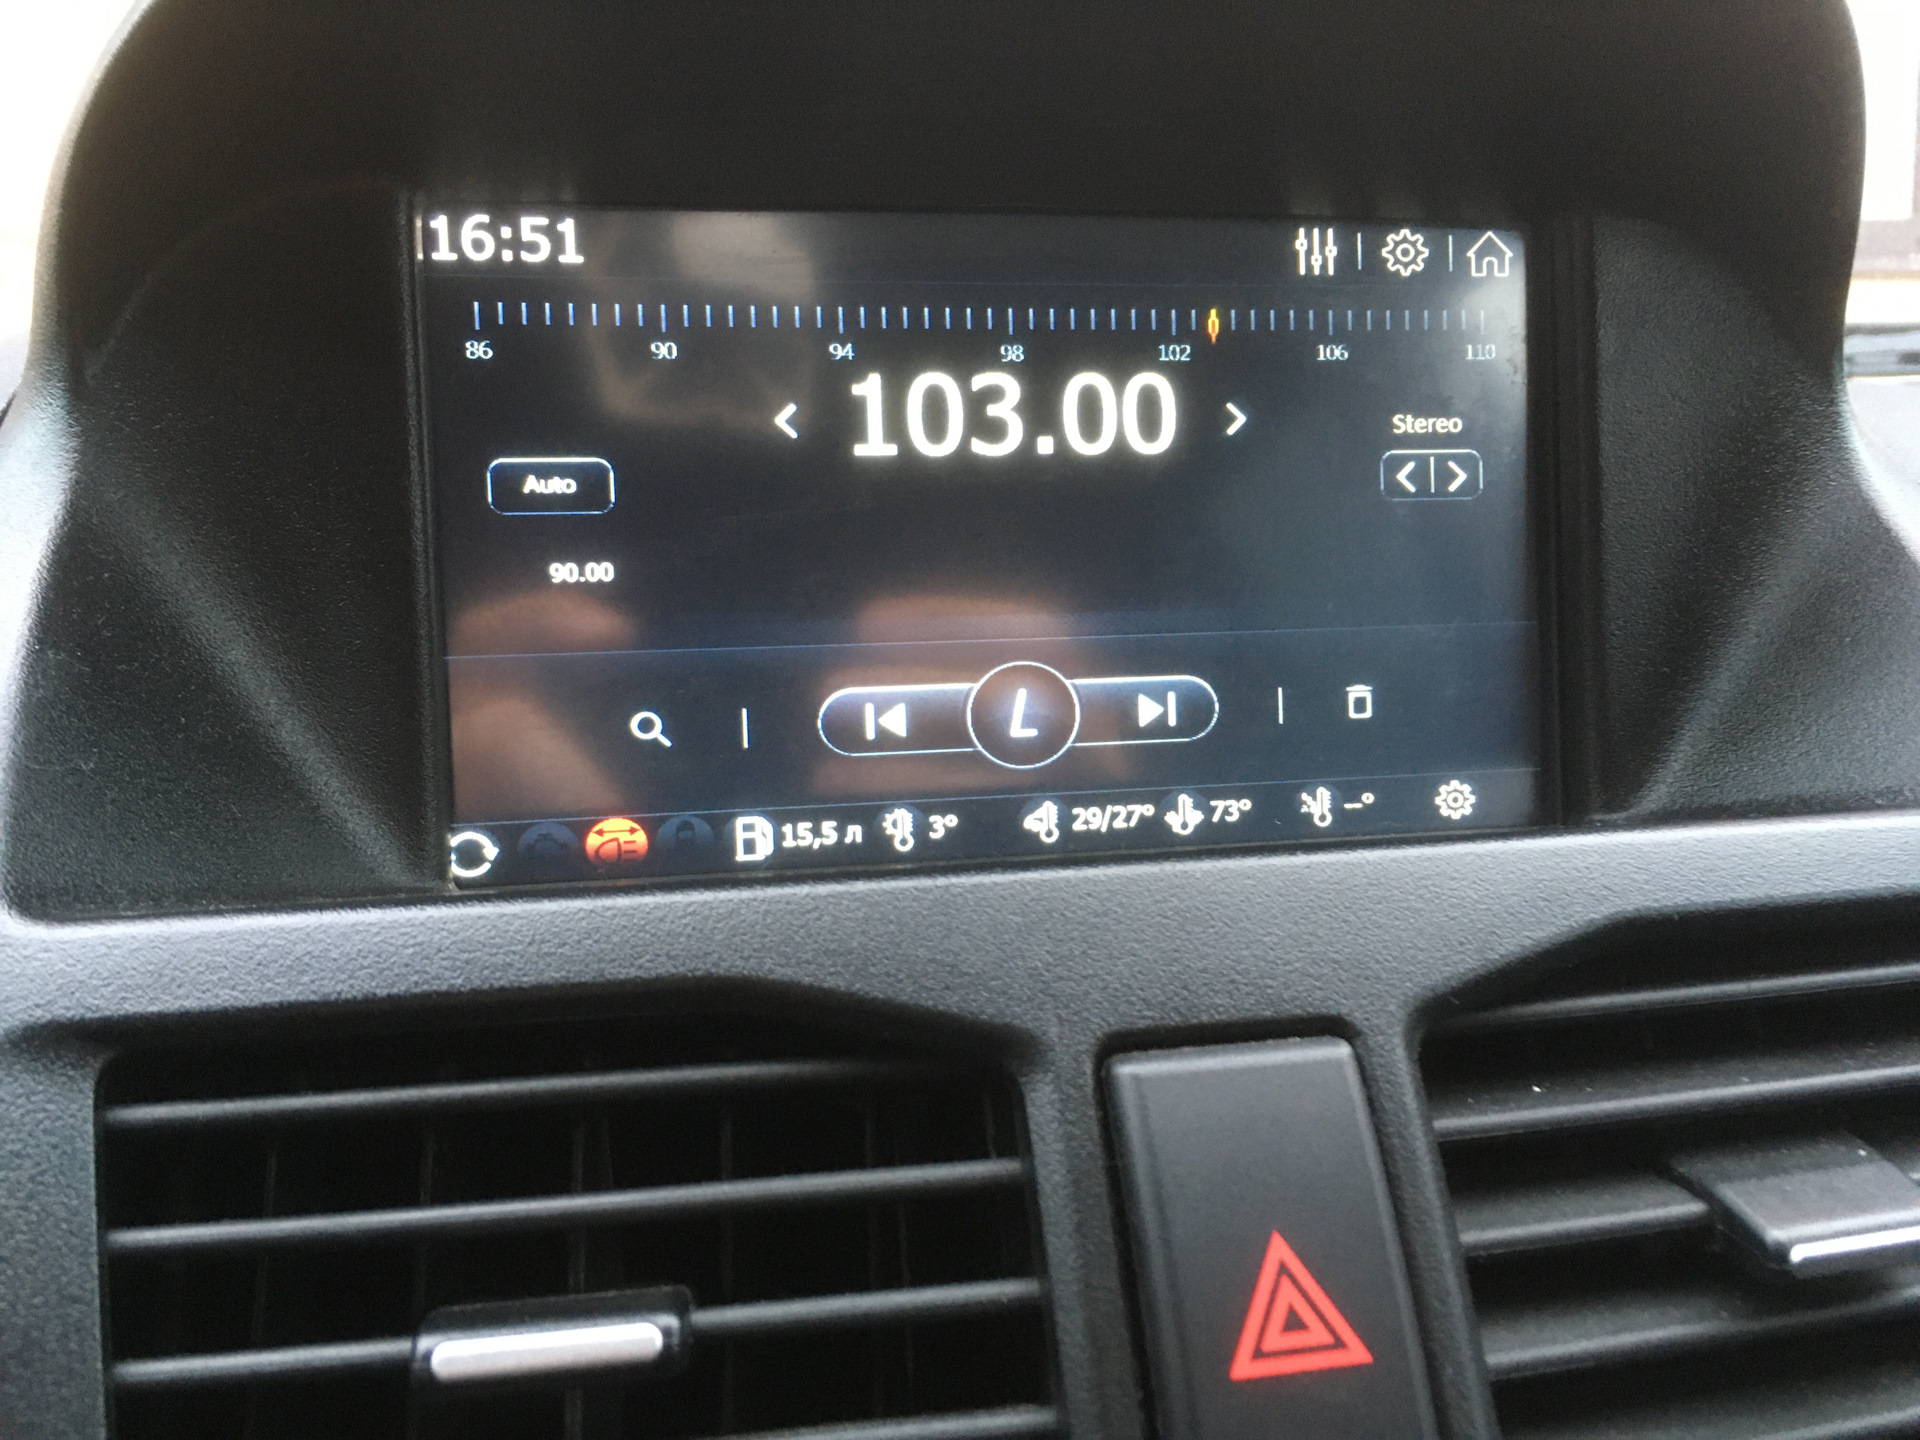 16:51
86 90 94 98 102 106 110
103.00
Stereo
Auto
90.00
L
15,5 л 3° 29/27° 73° --°